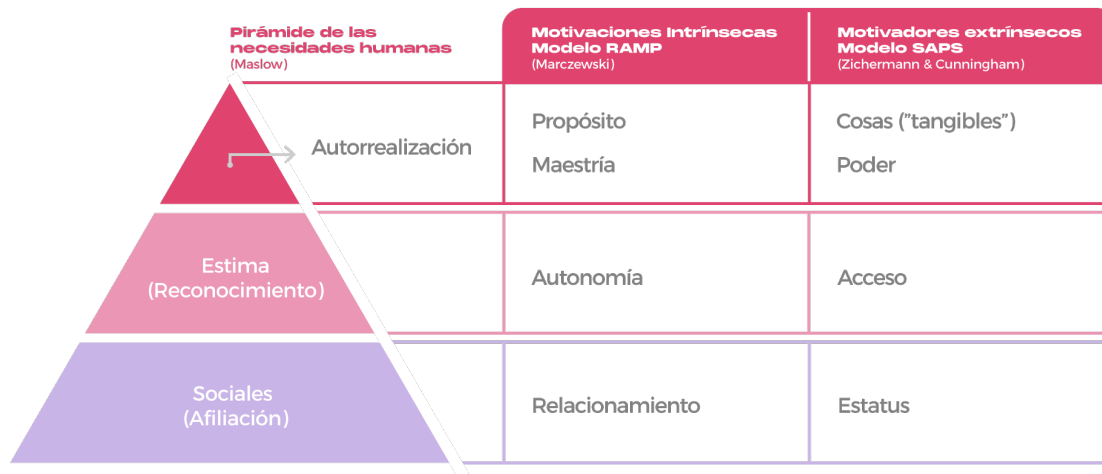 Pirámide de las
necesidades humanas
(Maslow)
Motivaciones Intrínsecas
Modelo RAMP
(Marczewski)
Motivadores extrínsecos
Modelo SAPS
(Zichermann & Cunningham)
Autorrealización
Propósito
Maestría
Cosas ("tangibles")
Poder
Estima
(Reconocimiento)
Autonomía
Acceso
Sociales
(Afiliación)
Relacionamiento
Estatus